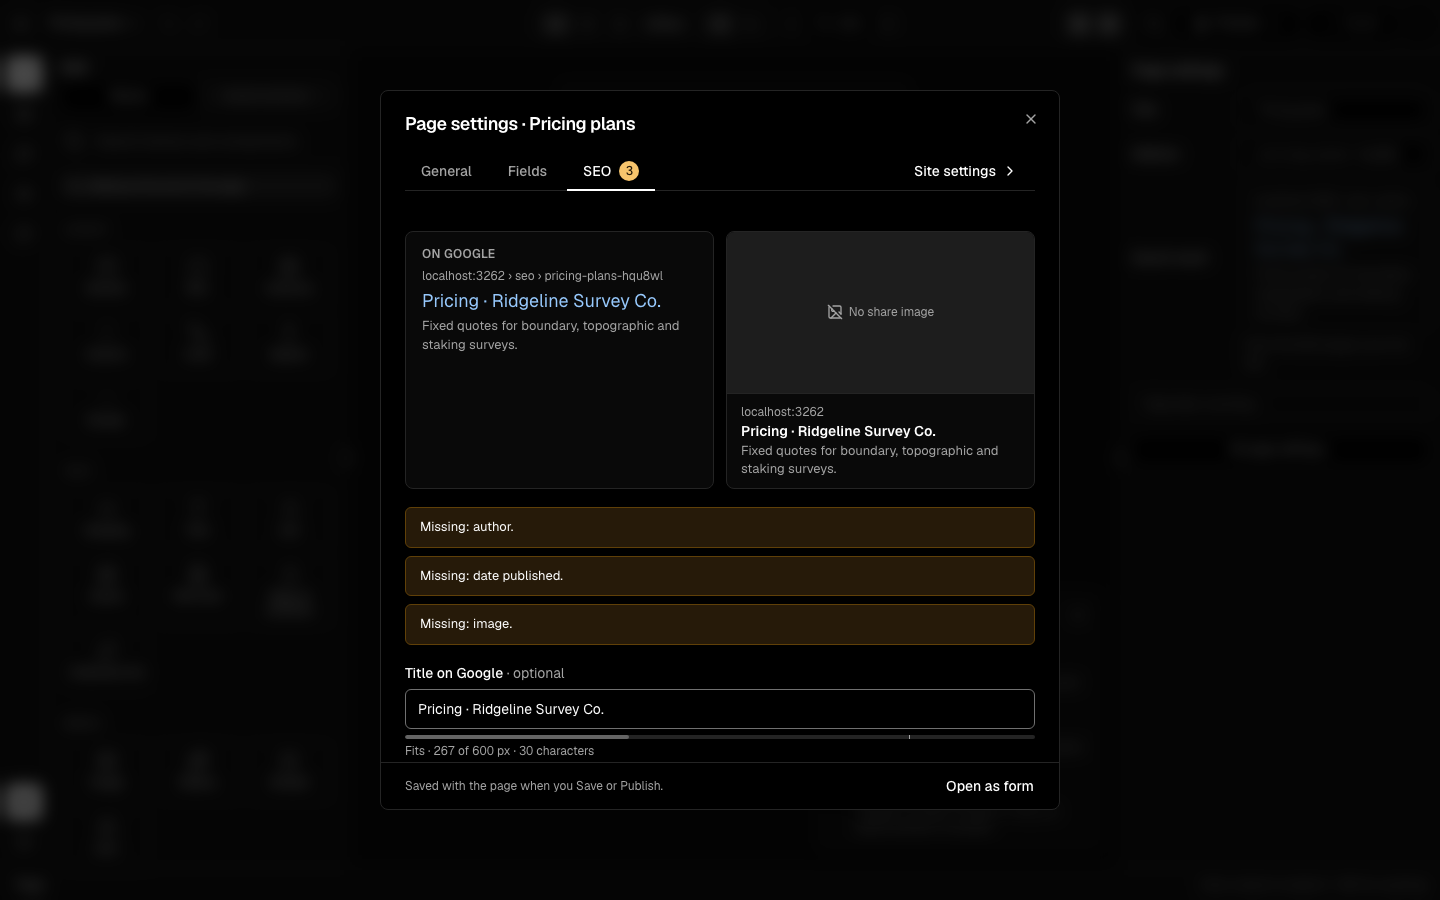 Page settings · Pricing plans
General
Fields
SEO 3
Site settings
ON GOOGLE
localhost:3262 › seo › pricing-plans-hqu8wl
Pricing · Ridgeline Survey Co.
Fixed quotes for boundary, topographic and
staking surveys.
No share image
localhost:3262
Pricing · Ridgeline Survey Co.
Fixed quotes for boundary, topographic and
staking surveys.
Missing: author.
Missing: date published.
Missing: image.
Title on Google · optional
Pricing · Ridgeline Survey Co.
Fits · 267 of 600 px · 30 characters
Saved with the page when you Save or Publish.
Open as form